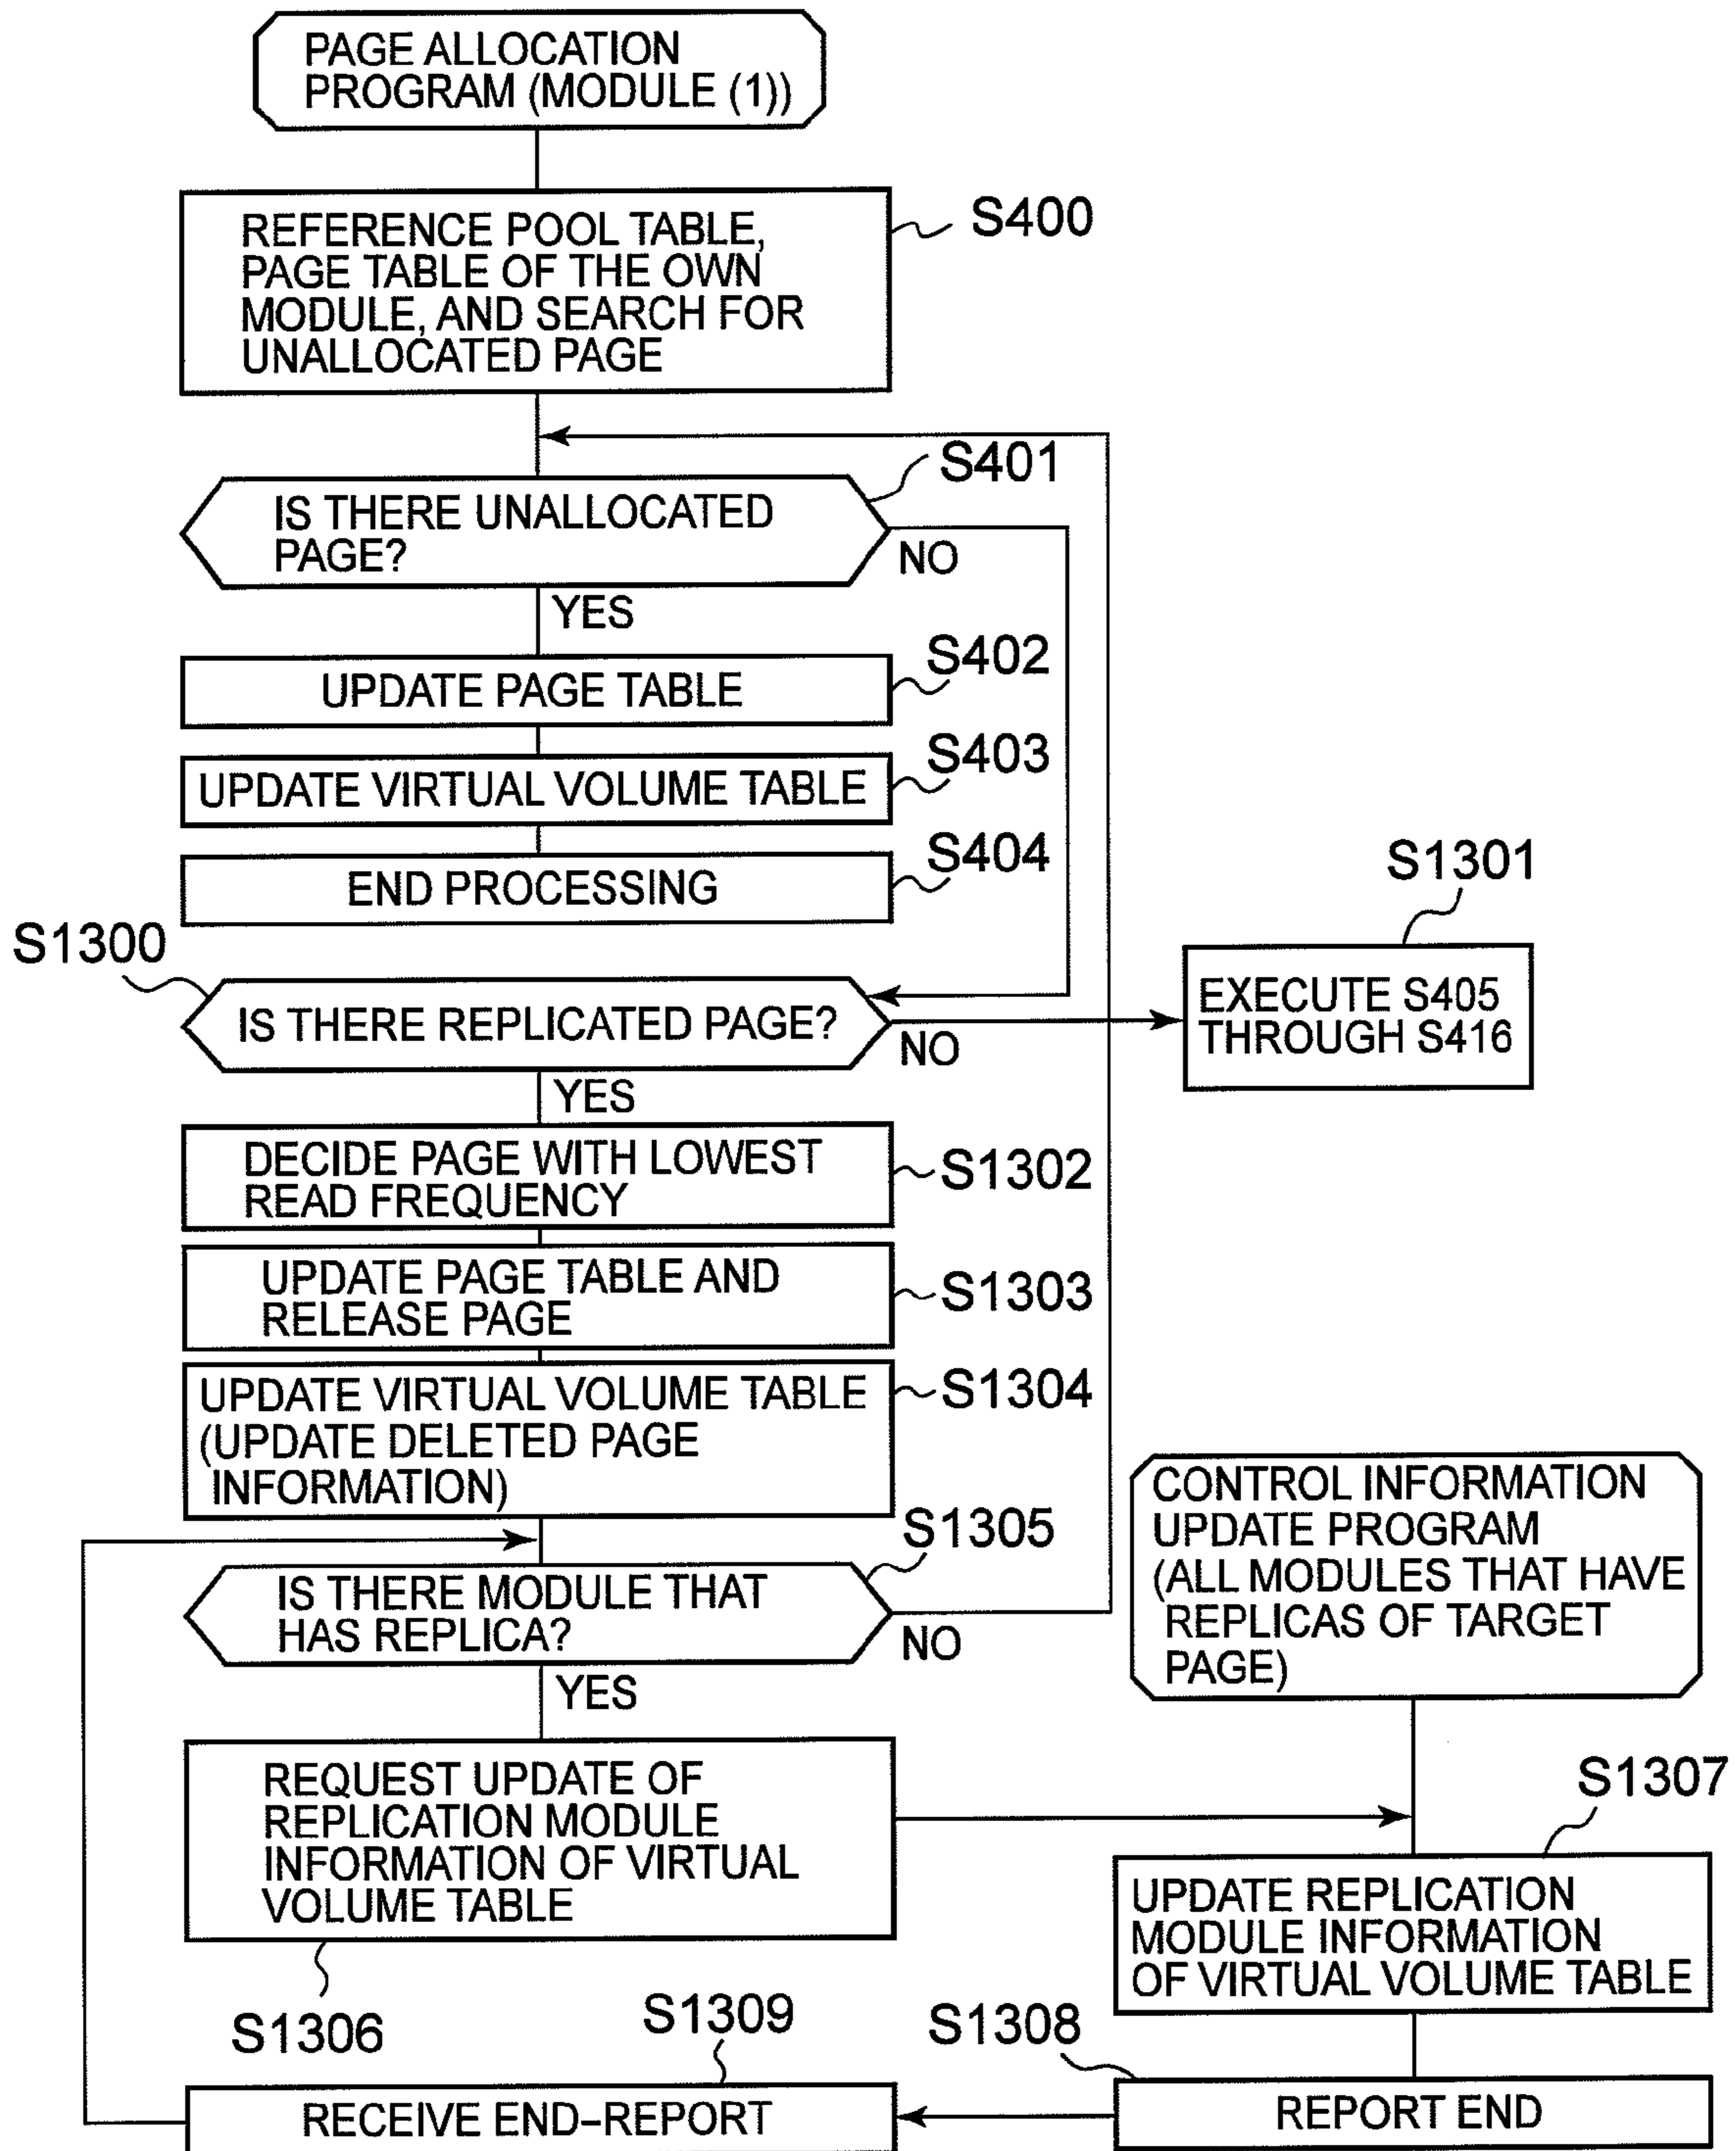 PAGE ALLOCATION
PROGRAM (MODULE (1))
REFERENCE POOL TABLE,
PAGE TABLE OF THE OWN
MODULE, AND SEARCH FOR
UNALLOCATED PAGE
S400
S401
IS THERE UNALLOCATED
PAGE?
NO
YES
S402
UPDATE PAGE TABLE
S403
UPDATE VIRTUAL VOLUME TABLE
S404
END PROCESSING
S1300
IS THERE REPLICATED PAGE?
NO
YES
S1301
EXECUTE S405
THROUGH S416
DECIDE PAGE WITH LOWEST
READ FREQUENCY
S1302
UPDATE PAGE TABLE AND
RELEASE PAGE
S1303
UPDATE VIRTUAL VOLUME TABLE
(UPDATE DELETED PAGE
INFORMATION)
S1304
S1305
IS THERE MODULE THAT
HAS REPLICA?
NO
YES
CONTROL INFORMATION
UPDATE PROGRAM
(ALL MODULES THAT HAVE
REPLICAS OF TARGET
PAGE)
REQUEST UPDATE OF
REPLICATION MODULE
INFORMATION OF VIRTUAL
VOLUME TABLE
S1306
S1307
UPDATE REPLICATION
MODULE INFORMATION
OF VIRTUAL VOLUME TABLE
S1308
REPORT END
S1309
RECEIVE END-REPORT